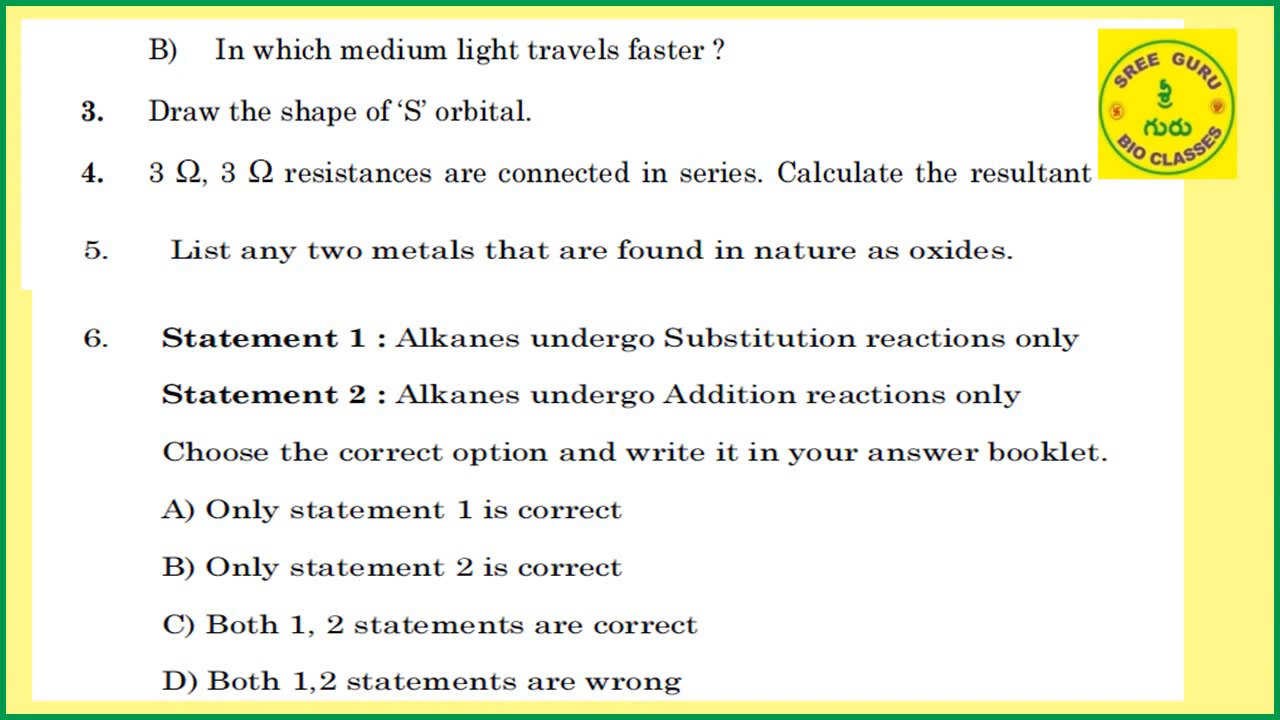 B) In which medium light travels faster ?
3. Draw the shape of ‘S’ orbital.
4. 3 Ω, 3 Ω resistances are connected in series. Calculate the resultant
5. List any two metals that are found in nature as oxides.
6. Statement 1 : Alkanes undergo Substitution reactions only
Statement 2 : Alkanes undergo Addition reactions only
Choose the correct option and write it in your answer booklet.
A) Only statement 1 is correct
B) Only statement 2 is correct
C) Both 1, 2 statements are correct
D) Both 1,2 statements are wrong
SREE GURU
శ్రీ
గురు
BIO CLASSES